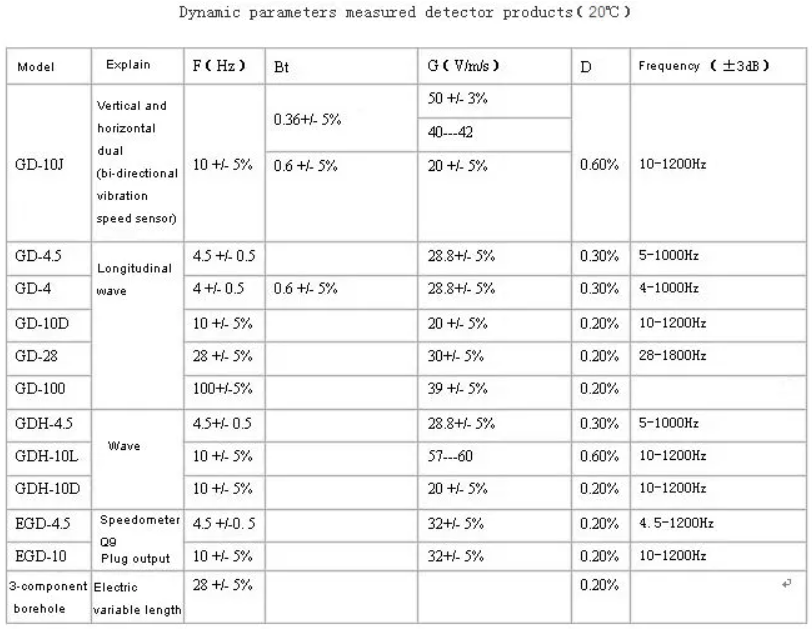 Dynamic parameters measured detector products( 20℃ )
Model Explain F( Hz ) Bt G( V/m/s ) D Frequency ( ±3dB )
GD-10J Vertical and horizontal dual (bi-directional vibration speed sensor) 10 +/- 5% 0.36+/- 5% 50 +/- 3% 0.60% 10-1200Hz
40---42
0.6 +/- 5% 20 +/- 5%
GD-4.5 Longitudinal wave 4.5 +/- 0.5 28.8+/- 5% 0.30% 5-1000Hz
GD-4 4 +/- 0.5 0.6 +/- 5% 28.8+/- 5% 0.30% 4-1000Hz
GD-10D 10 +/- 5% 20 +/- 5% 0.20% 10-1200Hz
GD-28 28 +/- 5% 30+/- 5% 0.20% 28-1800Hz
GD-100 100+/-5% 39 +/- 5% 0.20%
GDH-4.5 Wave 4.5+/- 0.5 28.8+/- 5% 0.30% 5-1000Hz
GDH-10L 10 +/- 5% 57---60 0.60% 10-1200Hz
GDH-10D 10 +/- 5% 20 +/- 5% 0.20% 10-1200Hz
EGD-4.5 Speedometer Q9 Plug output 4.5 +/-0. 5 32+/- 5% 0.20% 4.5-1200Hz
EGD-10 10 +/- 5% 32+/- 5% 0.20% 10-1200Hz
3-component borehole Electric variable length 28 +/- 5% 0.20%